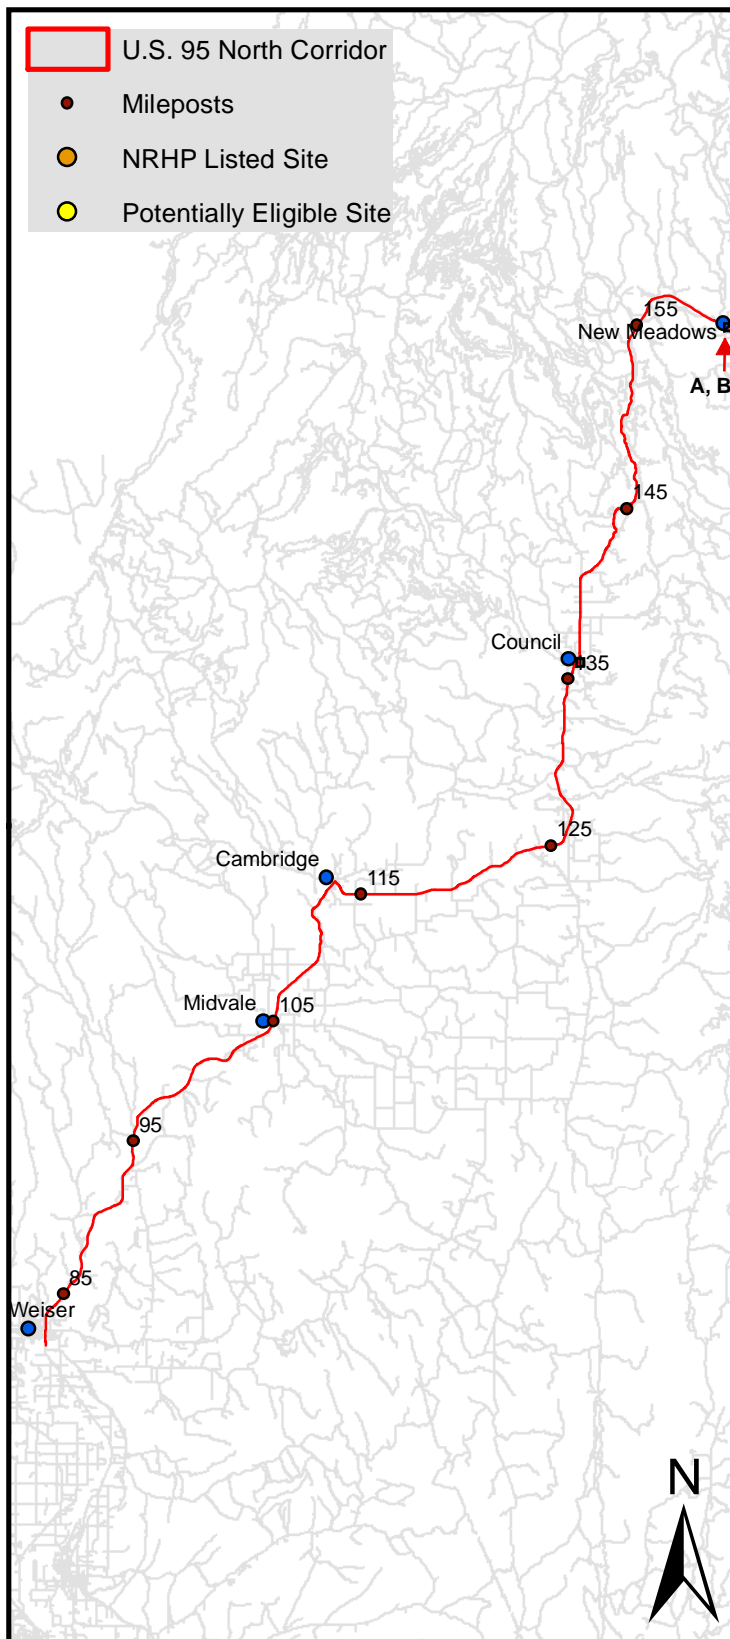 U.S. 95 North Corridor
Mileposts
NRHP Listed Site
Potentially Eligible Site
155
New Meadows
A, B
145
Council
135
125
Cambridge
115
Midvale
105
95
85
Weiser
N